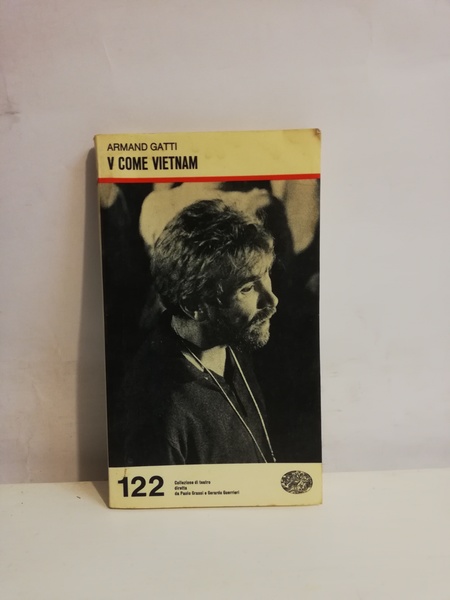 ARMAND GATTI
V COME VIETNAM
122
Collezione di teatro
diretta
da Paolo Grassi e Gerardo Guerrieri